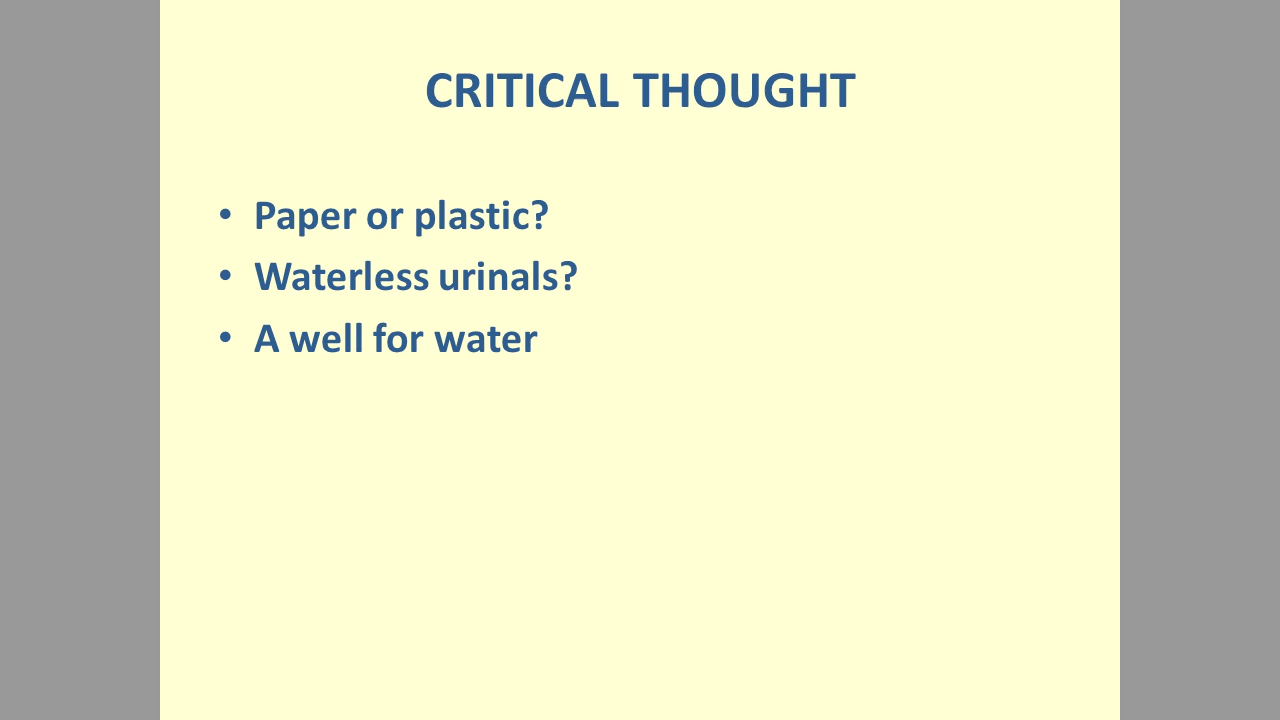 CRITICAL THOUGHT
• Paper or plastic?
• Waterless urinals?
• A well for water